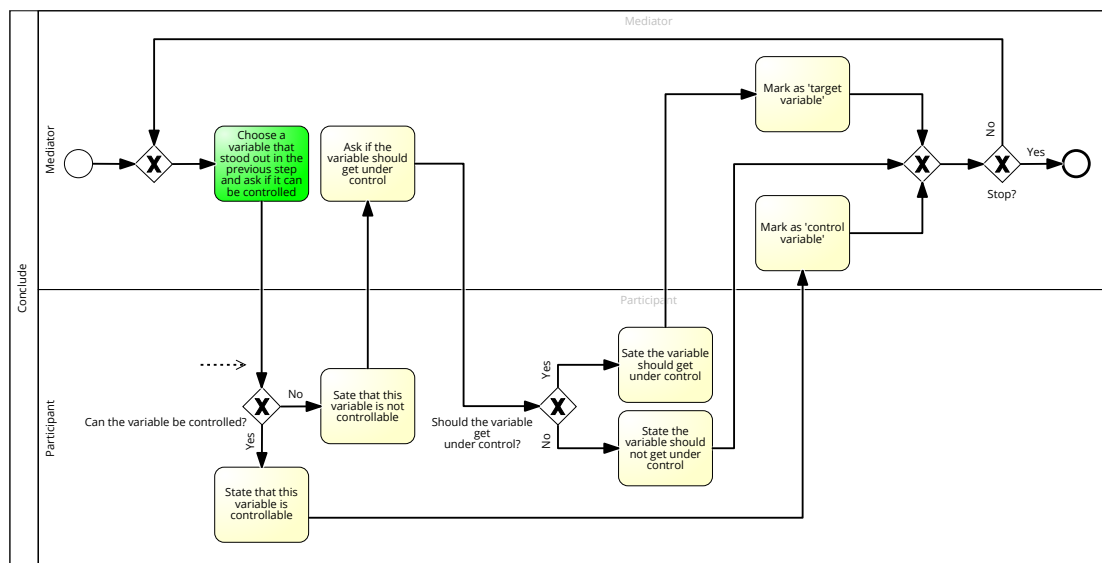 Mediator
Conclude
Mediator
Choose a
variable that
stood out in the
previous step
and ask if it can
be controlled
Ask if the
variable should
get under
control
Mark as 'target
variable'
Mark as 'control
variable'
No
Yes
Stop?
Participant
Participant
Can the variable be controlled?
No
Yes
Sate that this
variable is not
controllable
State that this
variable is
controllable
Should the variable
get
under control?
Yes
No
Sate the variable
should get
under control
State the
variable should
not get under
control